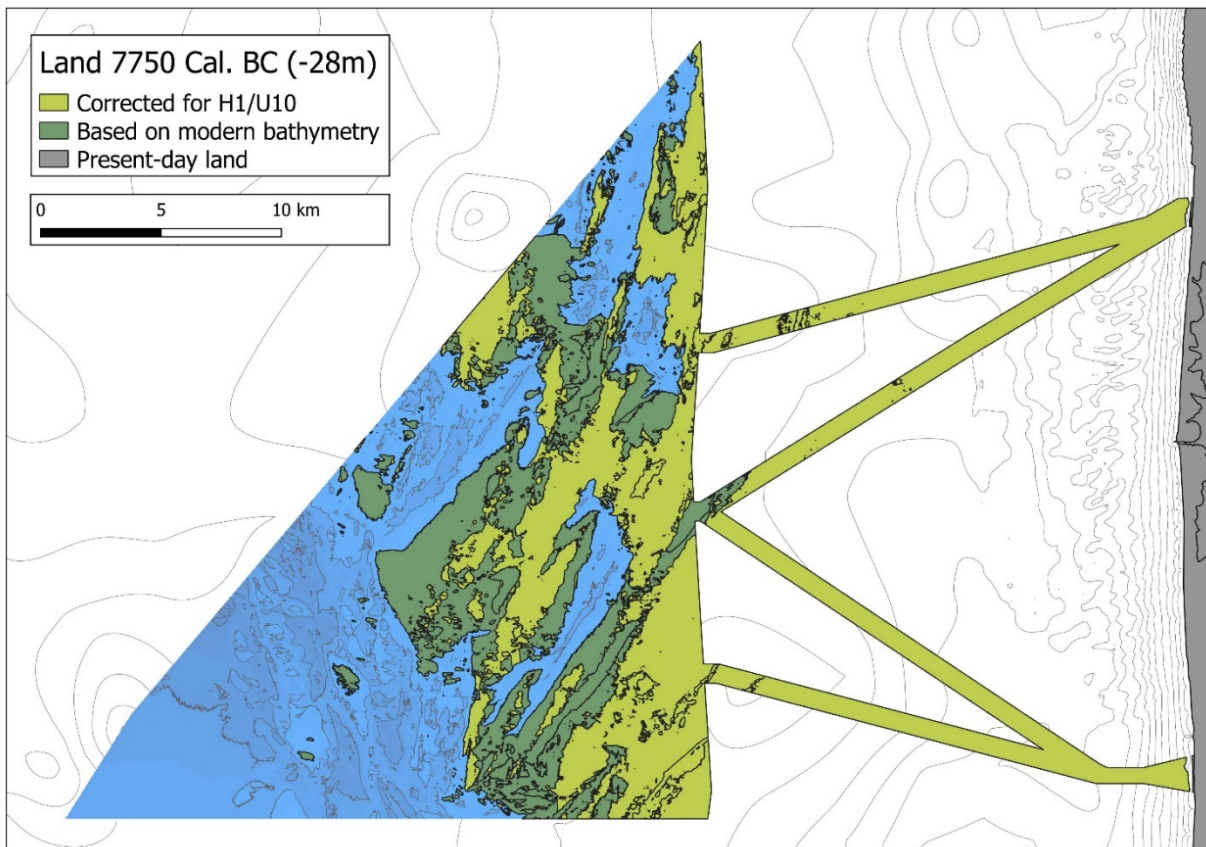 Land 7750 Cal. BC (-28m)
Corrected for H1/U10
Based on modern bathymetry
Present-day land
0 5 10 km